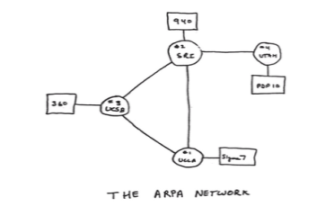 940
#2
SRI
#4
UTAH
PDP 10
360
#3
UCSB
#1
UCLA
Sigma 7
THE ARPA NETWORK